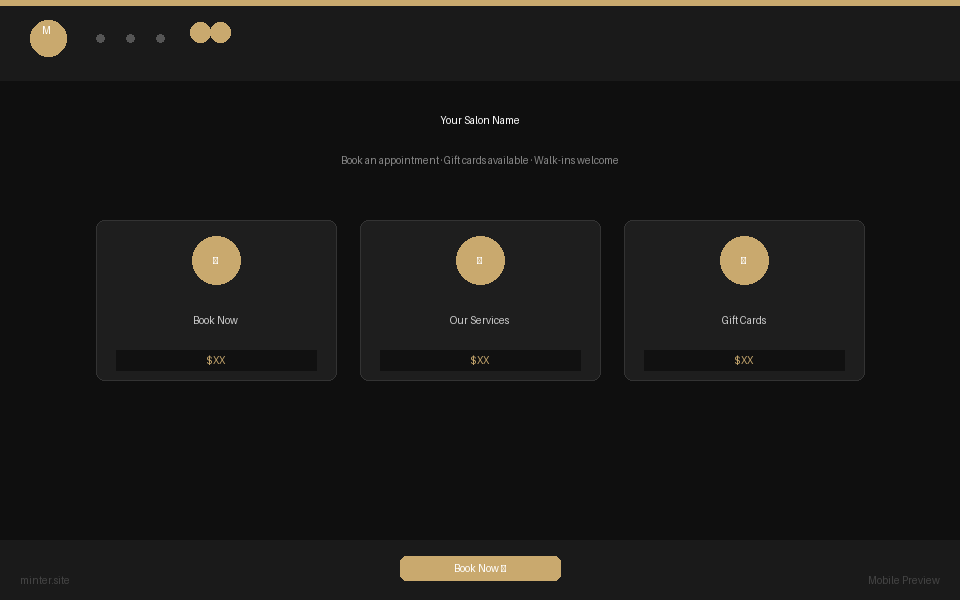 M
Your Salon Name
Book an appointment · Gift cards available · Walk-ins welcome
Book Now
Our Services
Gift Cards
$XX
$XX
$XX
Book Now
minter.site
Mobile Preview